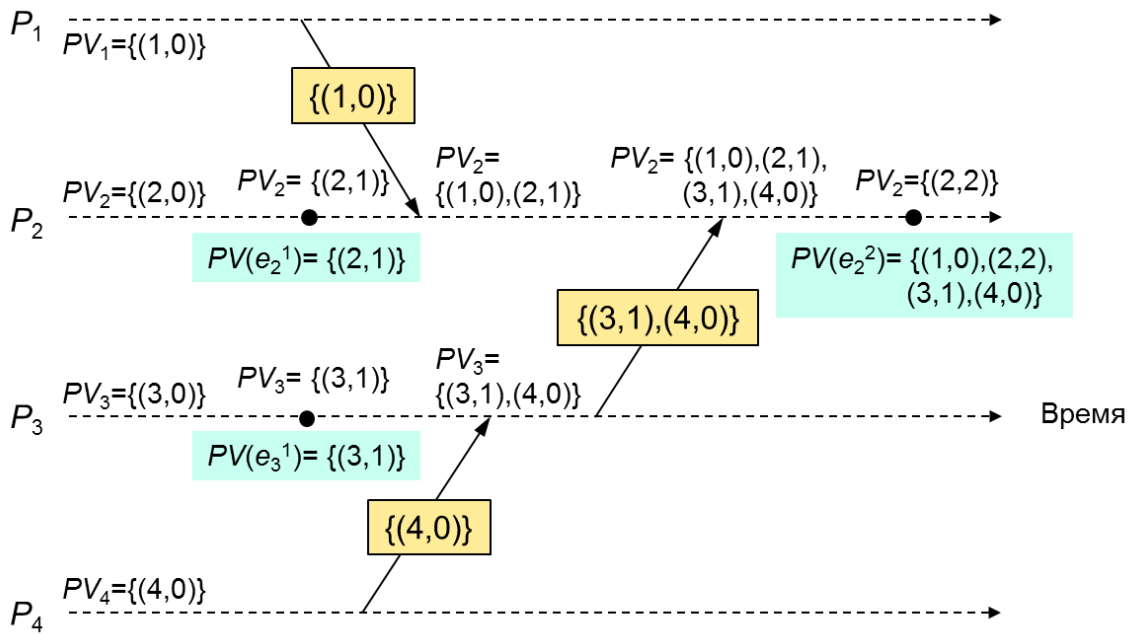 P₁
PV₁={(1,0)}
{(1,0)}
PV₂={(2,0)}
PV₂= {(2,1)}
PV₂=
{(1,0),(2,1)}
PV₂= {(1,0),(2,1),
(3,1),(4,0)}
PV₂={(2,2)}
P₂
PV(e₂¹)= {(2,1)}
PV(e₂²)= {(1,0),(2,2),
(3,1),(4,0)}
{(3,1),(4,0)}
PV₃={(3,0)}
PV₃= {(3,1)}
PV₃=
{(3,1),(4,0)}
P₃
Время
PV(e₃¹)= {(3,1)}
{(4,0)}
PV₄={(4,0)}
P₄